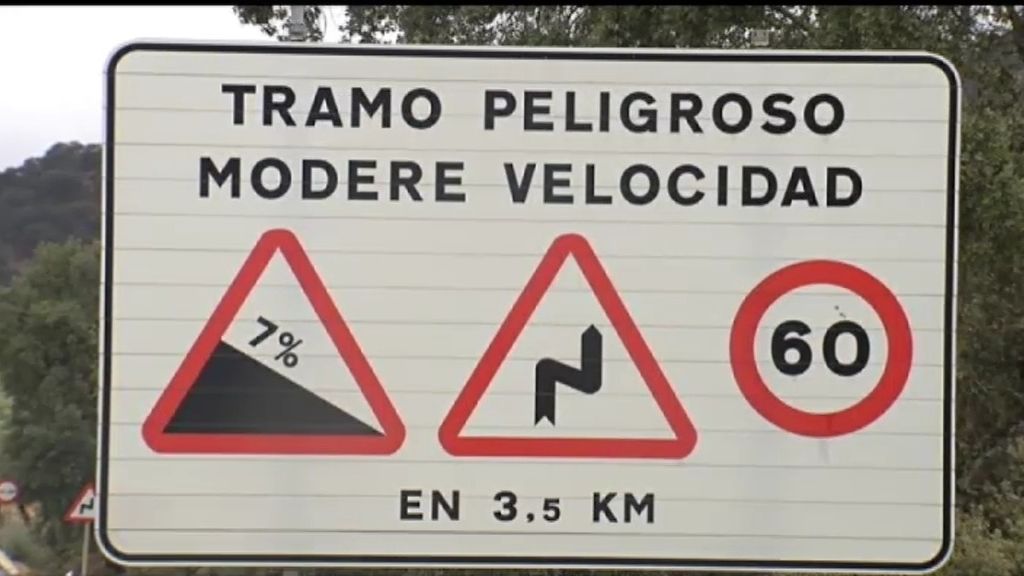 TRAMO PELIGROSO
MODERE VELOCIDAD
7%
60
EN 3,5 KM